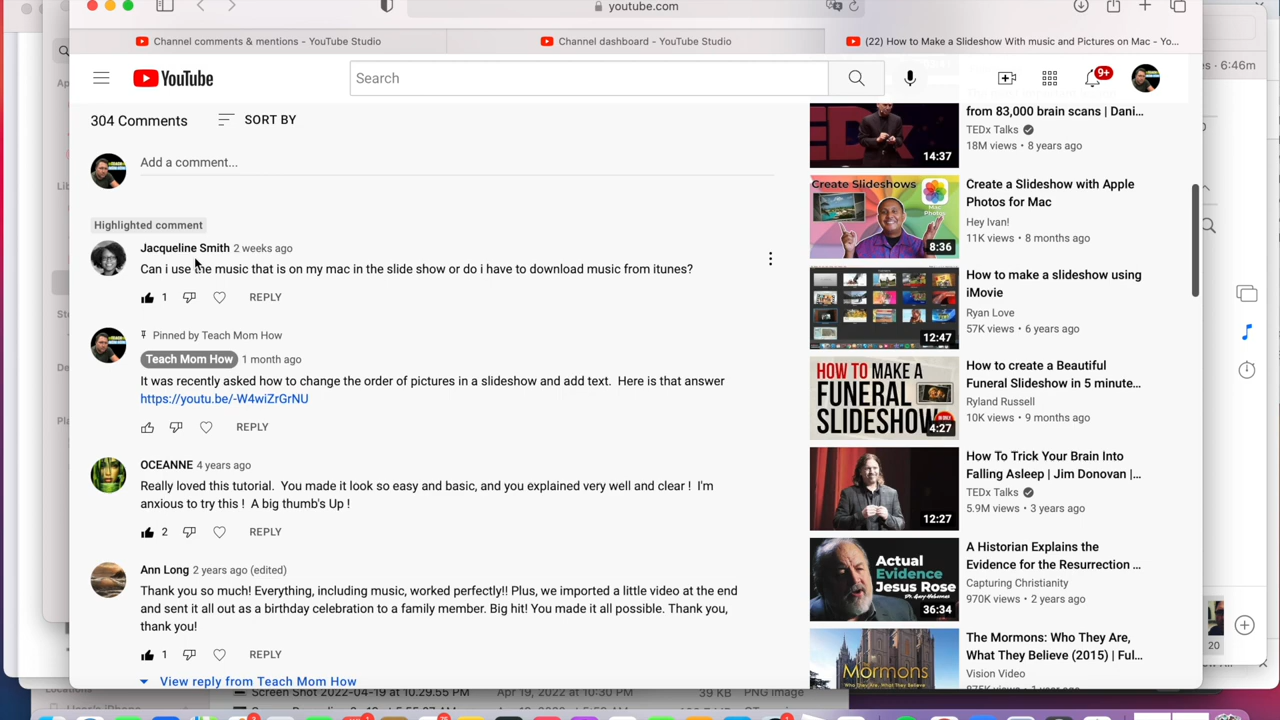 youtube.com
Channel comments & mentions - YouTube Studio
Channel dashboard - YouTube Studio
(22) How to Make a Slideshow With music and Pictures on Mac - Yo...
YouTube
Search
9+
304 Comments
SORT BY
Add a comment...
Highlighted comment
Jacqueline Smith 2 weeks ago
Can i use the music that is on my mac in the slide show or do i have to download music from itunes?
1
REPLY
Pinned by Teach Mom How
Teach Mom How 1 month ago
It was recently asked how to change the order of pictures in a slideshow and add text. Here is that answer
https://youtu.be/-W4wiZrGrNU
REPLY
OCEANNE 4 years ago
Really loved this tutorial. You made it look so easy and basic, and you explained very well and clear ! I'm
anxious to try this ! A big thumb's Up !
2
REPLY
Ann Long 2 years ago (edited)
Thank you so much! Everything, including music, worked perfectly!! Plus, we imported a little video at the end
and sent it all out as a birthday celebration to a family member. Big hit! You made it all possible. Thank you,
thank you!
1
REPLY
View reply from Teach Mom How
from 83,000 brain scans | Dani...
TEDx Talks
18M views • 8 years ago
14:37
Create Slideshows
Mac
Photos
8:36
Create a Slideshow with Apple
Photos for Mac
Hey Ivan!
11K views • 8 months ago
12:47
How to make a slideshow using
iMovie
Ryan Love
57K views • 6 years ago
HOW TO MAKE A
FUNERAL
SLIDESHOW
4:27
How to create a Beautiful
Funeral Slideshow in 5 minute...
Ryland Russell
10K views • 9 months ago
12:27
How To Trick Your Brain Into
Falling Asleep | Jim Donovan |...
TEDx Talks
5.9M views • 3 years ago
Actual
Evidence
Jesus Rose
36:34
A Historian Explains the
Evidence for the Resurrection ...
Capturing Christianity
970K views • 2 years ago
Mormons
The Mormons: Who They Are,
What They Believe (2015) | Ful...
Vision Video
es • 6:46m
20
Screen Shot 2022-04-19 at 10.29.55 PM